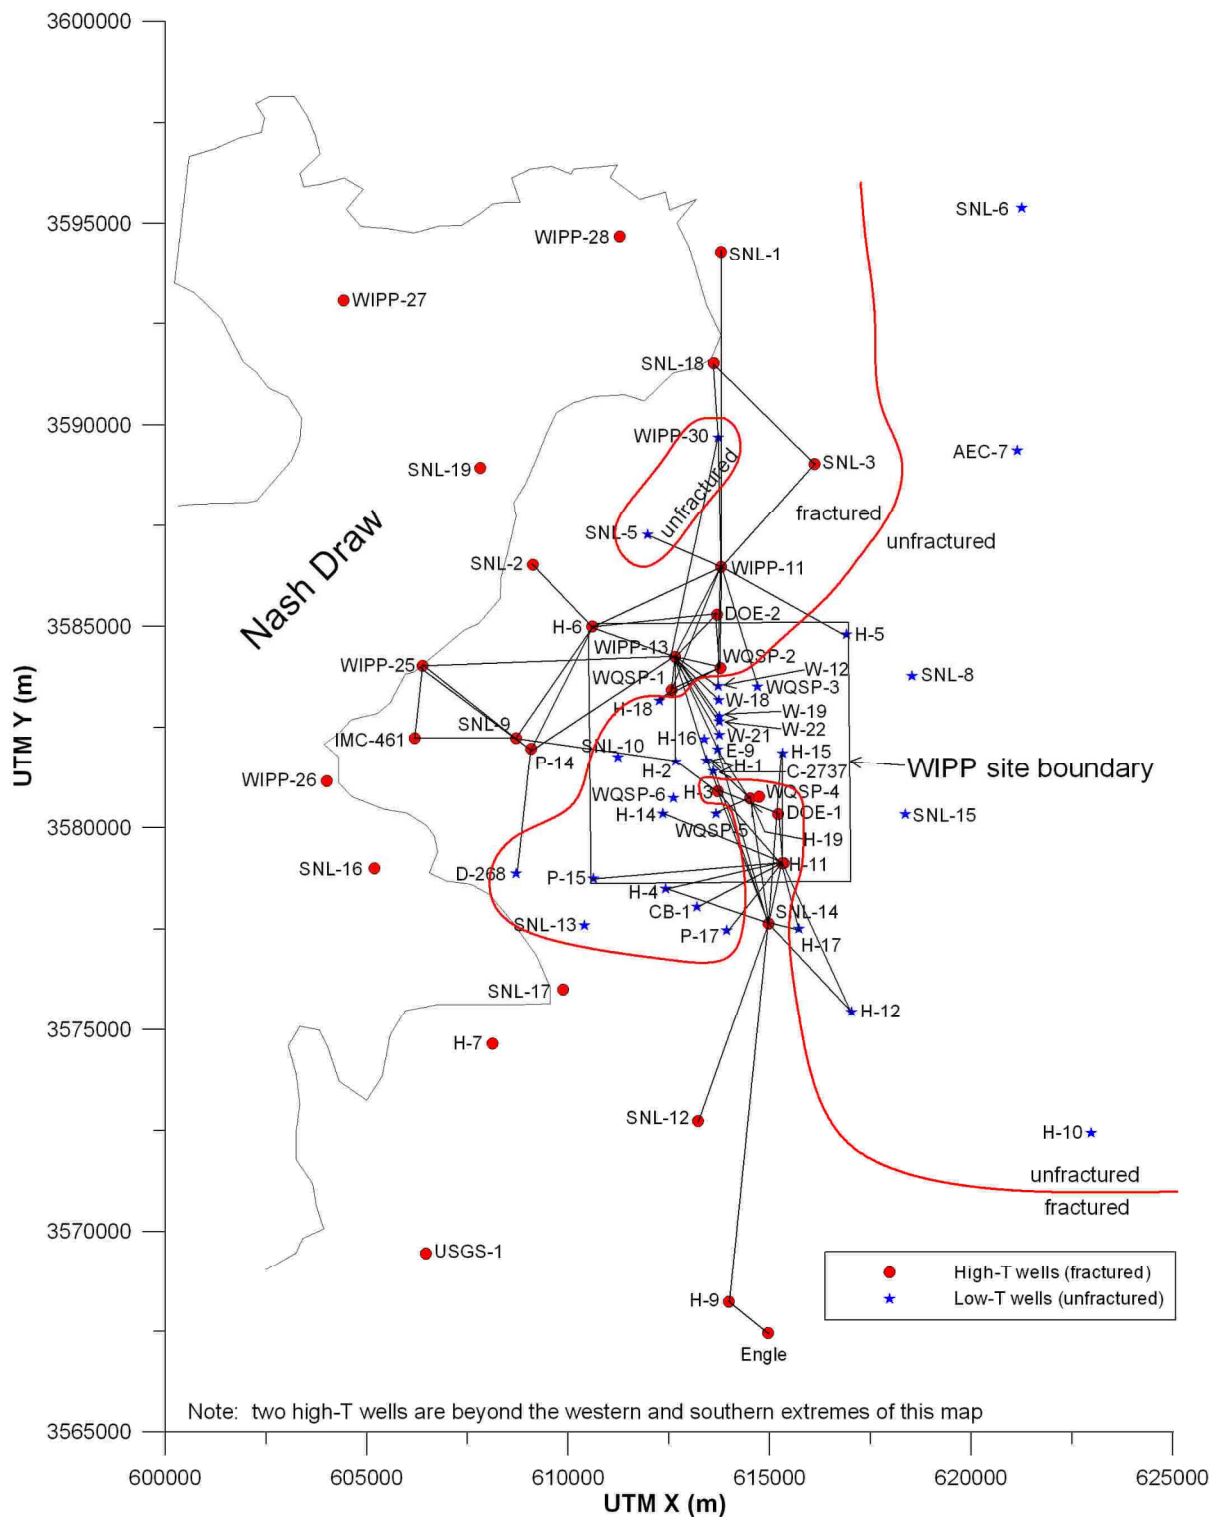 3600000
SNL-6
WIPP-28
SNL-1
3595000
WIPP-27
SNL-18
3590000
WIPP-30
AEC-7
SNL-19
SNL-3
unfractured
fractured
SNL-5
unfractured
Nash Draw
SNL-2
WIPP-11
DOE-2
3585000
H-6
H-5
WIPP-13
WQSP-2
W-12
WIPP-25
WQSP-1
WQSP-3
SNL-8
W-18
H-18
W-19
SNL-9
W-22
IMC-461
H-16
W-21
SNL-10
E-9
H-15
P-14
H-1
H-2
C-2737
WIPP site boundary
WIPP-26
H-3
WQSP-4
WQSP-6
H-14
DOE-1
SNL-15
3580000
WQSP-5
H-19
SNL-16
H-11
D-268
P-15
H-4
CB-1
SNL-14
SNL-13
P-17
H-17
SNL-17
H-12
3575000
H-7
SNL-12
H-10
unfractured
fractured
3570000
USGS-1
High-T wells (fractured)
H-9
Low-T wells (unfractured)
Engle
Note: two high-T wells are beyond the western and southern extremes of this map
3565000
600000 605000 610000 615000 620000 625000
UTM X (m)
UTM Y (m)